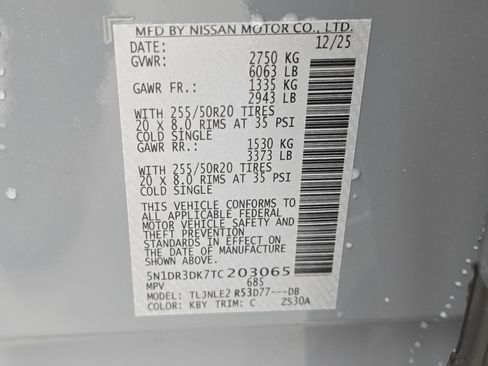 MFD BY NISSAN MOTOR CO., LTD.
DATE: 12/25
GVWR: 2750 KG
6063 LB
GAWR FR.: 1335 KG
2943 LB
WITH 255/50R20 TIRES
20 X 8.0 RIMS AT 35 PSI
COLD SINGLE
GAWR RR.: 1530 KG
3373 LB
WITH 255/50R20 TIRES
20 X 8.0 RIMS AT 35 PSI
COLD SINGLE
THIS VEHICLE CONFORMS TO
ALL APPLICABLE FEDERAL
MOTOR VEHICLE SAFETY AND
THEFT PREVENTION
STANDARDS IN EFFECT ON
THE DATE OF MANUFACTURE
SHOWN ABOVE.
5N1DR3DK7TC203065
MPV 685
MODEL: TLJNLE2 R53D77---DB
COLOR: KBY TRIM: C ZS30A